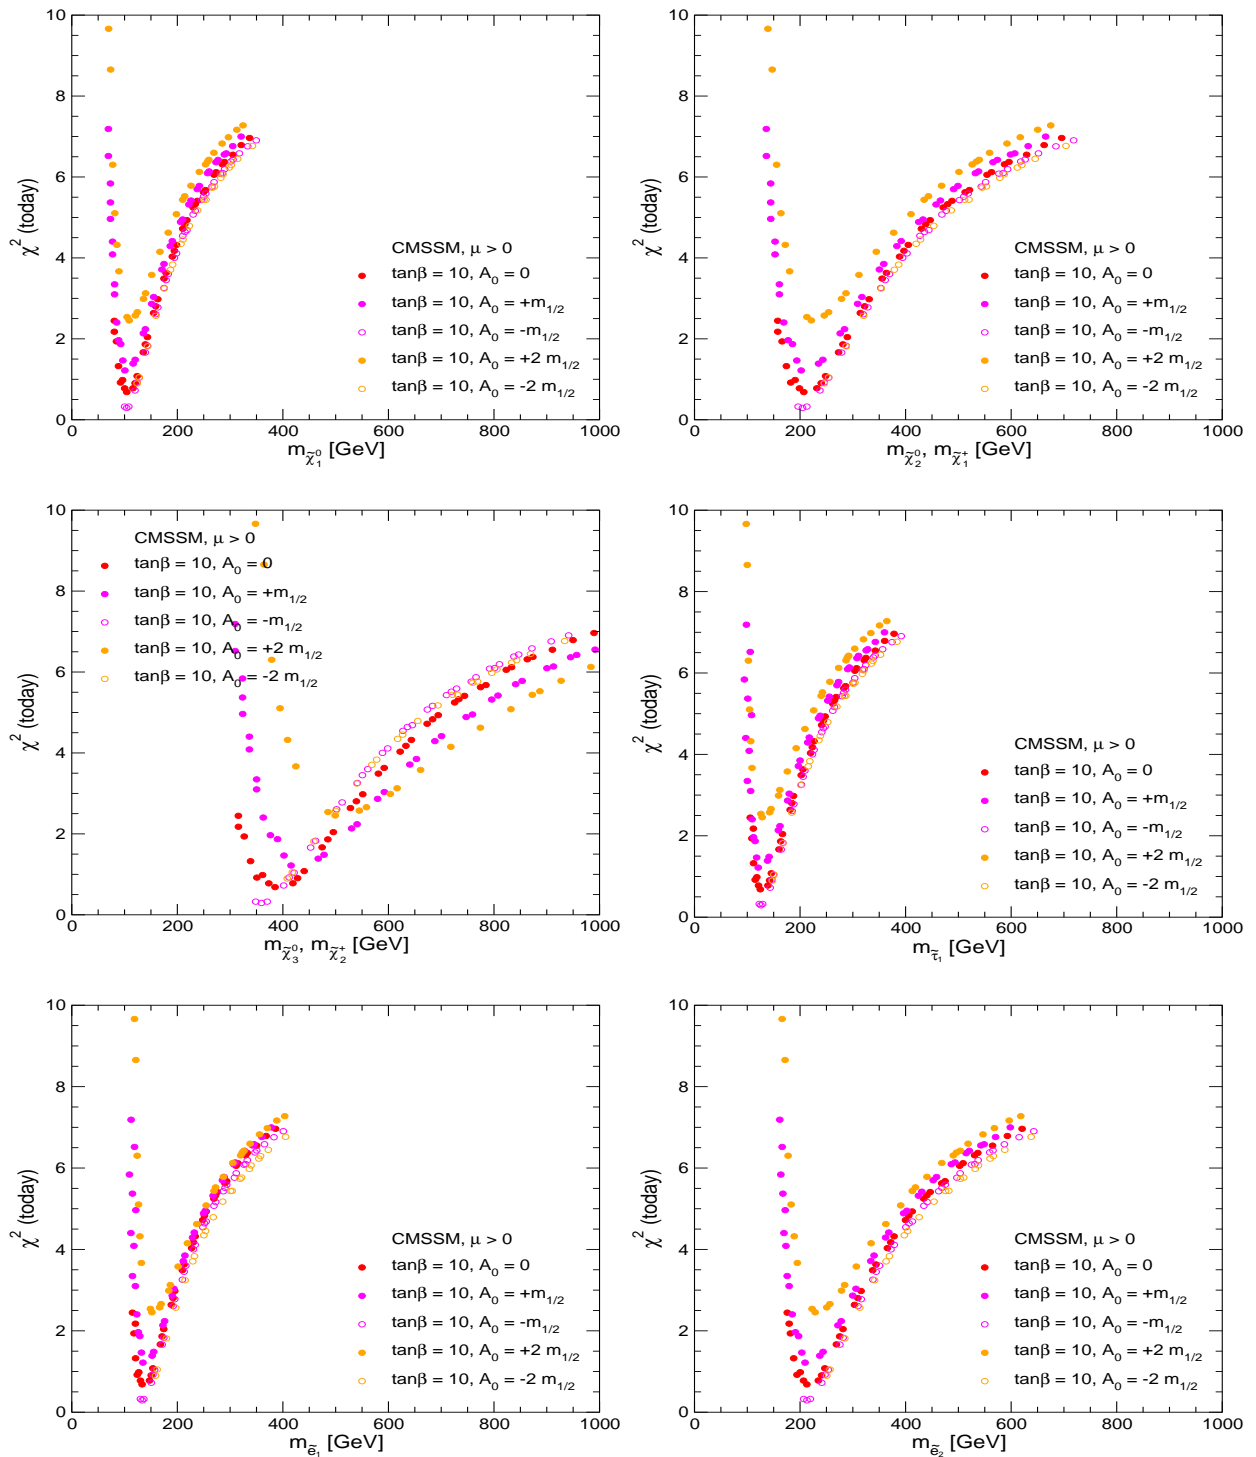 10
8
6
4
2
0
χ² (today)
CMSSM, μ > 0
tanβ = 10, A₀ = 0
tanβ = 10, A₀ = +m₁/₂
tanβ = 10, A₀ = -m₁/₂
tanβ = 10, A₀ = +2 m₁/₂
tanβ = 10, A₀ = -2 m₁/₂
0 200 400 600 800 1000
m_χ̃₁⁰ [GeV]
10
8
6
4
2
0
χ² (today)
CMSSM, μ > 0
tanβ = 10, A₀ = 0
tanβ = 10, A₀ = +m₁/₂
tanβ = 10, A₀ = -m₁/₂
tanβ = 10, A₀ = +2 m₁/₂
tanβ = 10, A₀ = -2 m₁/₂
0 200 400 600 800 1000
m_χ̃₂⁰, m_χ̃₁⁺ [GeV]
10
8
6
4
2
0
χ² (today)
CMSSM, μ > 0
tanβ = 10, A₀ = 0
tanβ = 10, A₀ = +m₁/₂
tanβ = 10, A₀ = -m₁/₂
tanβ = 10, A₀ = +2 m₁/₂
tanβ = 10, A₀ = -2 m₁/₂
0 200 400 600 800 1000
m_χ̃₃⁰, m_χ̃₂⁺ [GeV]
10
8
6
4
2
0
χ² (today)
CMSSM, μ > 0
tanβ = 10, A₀ = 0
tanβ = 10, A₀ = +m₁/₂
tanβ = 10, A₀ = -m₁/₂
tanβ = 10, A₀ = +2 m₁/₂
tanβ = 10, A₀ = -2 m₁/₂
0 200 400 600 800 1000
m_τ̃₁ [GeV]
10
8
6
4
2
0
χ² (today)
CMSSM, μ > 0
tanβ = 10, A₀ = 0
tanβ = 10, A₀ = +m₁/₂
tanβ = 10, A₀ = -m₁/₂
tanβ = 10, A₀ = +2 m₁/₂
tanβ = 10, A₀ = -2 m₁/₂
0 200 400 600 800 1000
m_ẽ₁ [GeV]
10
8
6
4
2
0
χ² (today)
CMSSM, μ > 0
tanβ = 10, A₀ = 0
tanβ = 10, A₀ = +m₁/₂
tanβ = 10, A₀ = -m₁/₂
tanβ = 10, A₀ = +2 m₁/₂
tanβ = 10, A₀ = -2 m₁/₂
0 200 400 600 800 1000
m_ẽ₂ [GeV]